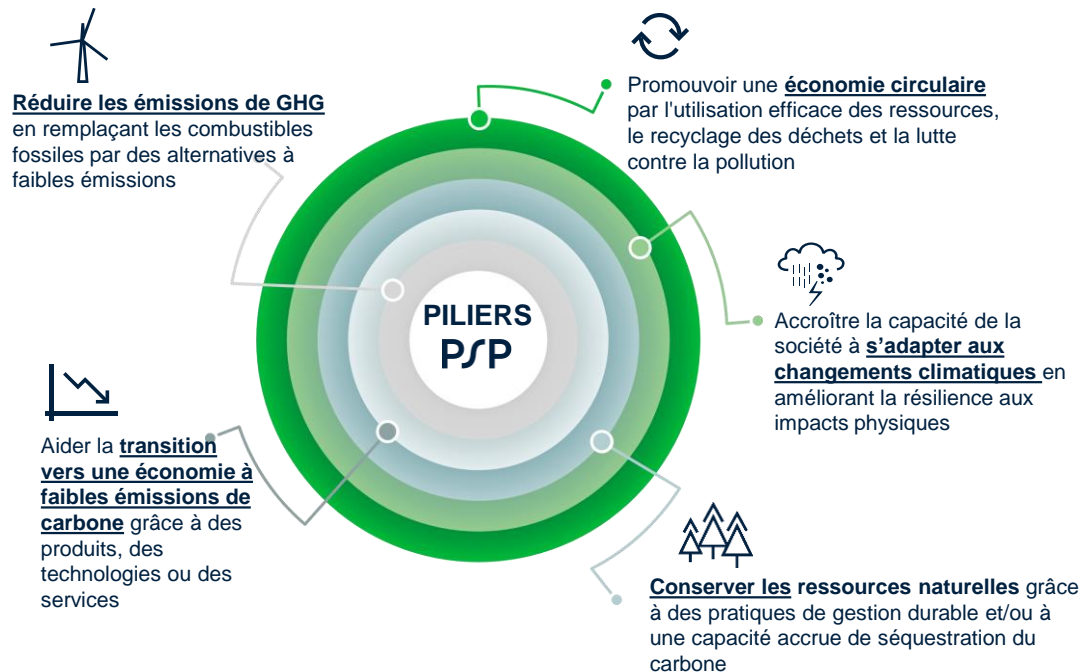 Réduire les émissions de GHG
en remplaçant les combustibles
fossiles par des alternatives à
faibles émissions
Promouvoir une économie circulaire
par l'utilisation efficace des ressources,
le recyclage des déchets et la lutte
contre la pollution
PILIERS
PSP
Accroître la capacité de la
société à s’adapter aux
changements climatiques en
améliorant la résilience aux
impacts physiques
Aider la transition
vers une économie à
faibles émissions de
carbone grâce à des
produits, des
technologies ou des
services
Conserver les ressources naturelles grâce
à des pratiques de gestion durable et/ou à
une capacité accrue de séquestration du
carbone